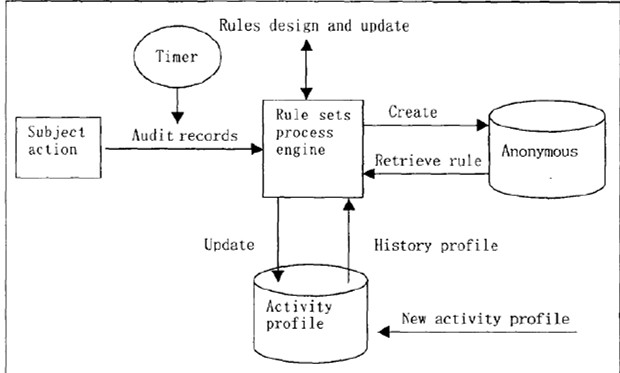 Rules design and update
Timer
Subject
action
Audit records
Rule sets
process
engine
Create
Retrieve rule
Anonymous
Update
History profile
Activity
profile
New activity profile